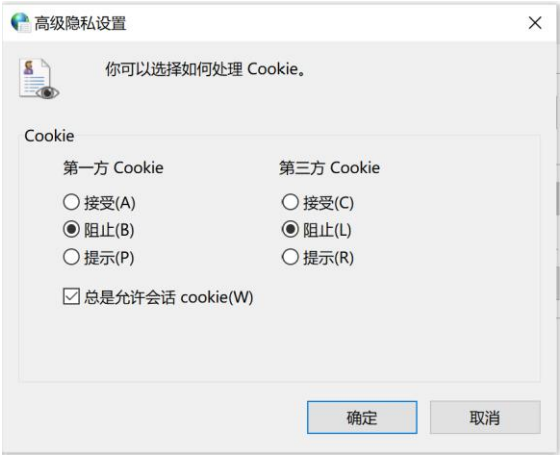 高级隐私设置
你可以选择如何处理 Cookie。
Cookie
第一方 Cookie
第三方 Cookie
接受(A)
接受(C)
阻止(B)
阻止(L)
提示(P)
提示(R)
总是允许会话 cookie(W)
确定
取消